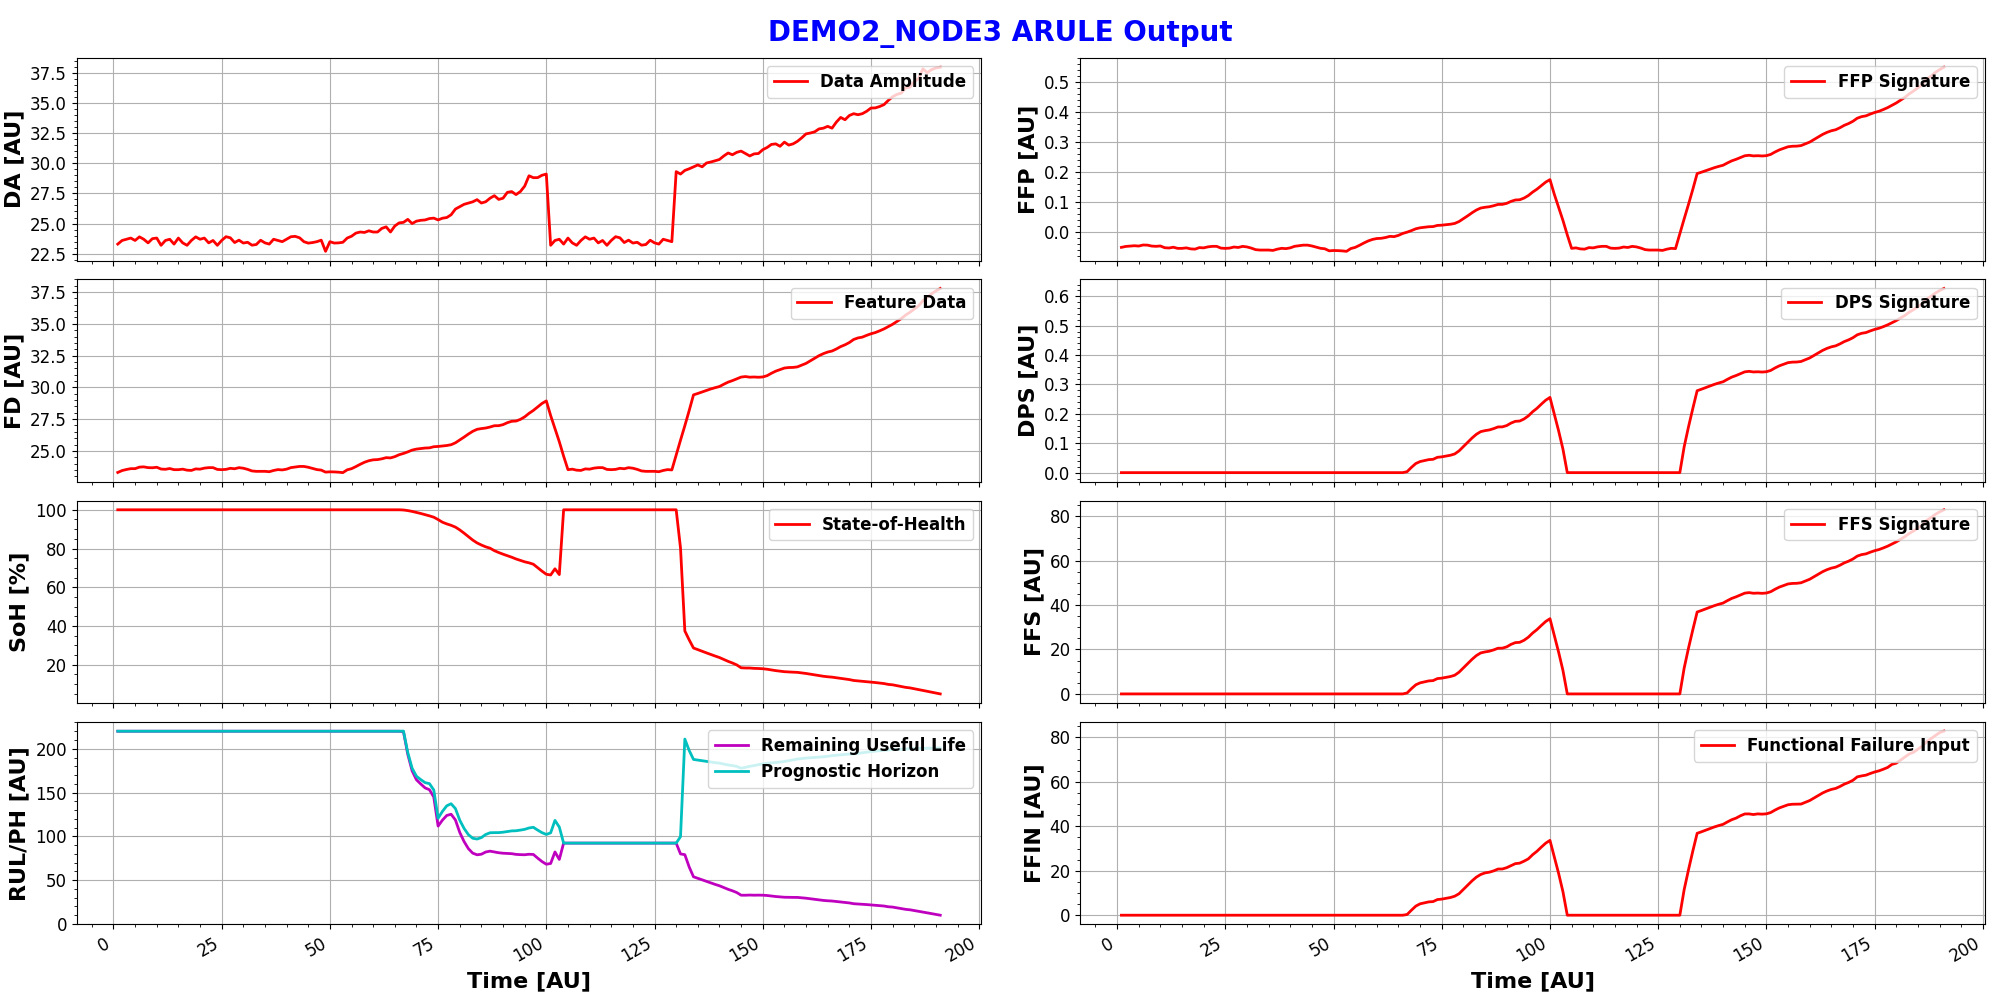 DEMO2_NODE3 ARULE Output
DA [AU]
37.5
35.0
32.5
30.0
27.5
25.0
22.5
Data Amplitude
FFP [AU]
0.5
0.4
0.3
0.2
0.1
0.0
FFP Signature
FD [AU]
37.5
35.0
32.5
30.0
27.5
25.0
Feature Data
DPS [AU]
0.6
0.5
0.4
0.3
0.2
0.1
0.0
DPS Signature
SoH [%]
100
80
60
40
20
State-of-Health
FFS [AU]
80
60
40
20
0
FFS Signature
RUL/PH [AU]
200
150
100
50
0
Remaining Useful Life
Prognostic Horizon
0 25 50 75 100 125 150 175 200
Time [AU]
FFIN [AU]
80
60
40
20
0
Functional Failure Input
0 25 50 75 100 125 150 175 200
Time [AU]